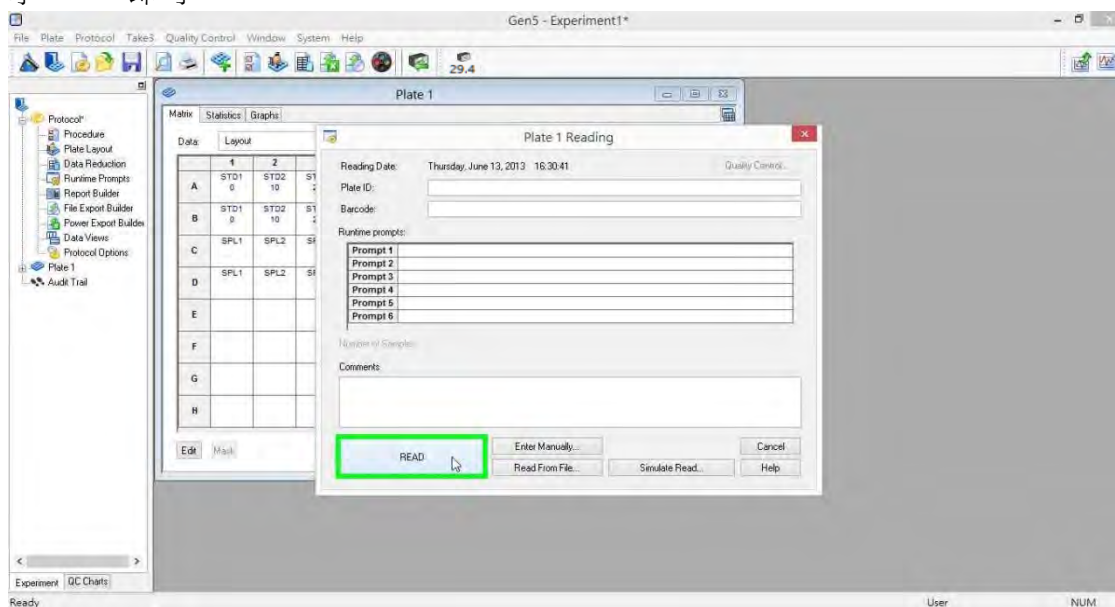 Gen5 - Experiment1*
File Plate Protocol Take3 Quality Control Window System Help
29.4
Protocol*
Procedure
Plate Layout
Data Reduction
Runtime Prompts
Report Builder
File Export Builder
Power Export Builder
Data Views
Protocol Options
Plate 1
Audit Trail
Experiment QC Charts
Plate 1
Matrix Statistics Graphs
Data: Layout
1 2
A STD1 STD2
0 10
B STD1 STD2
0 10
C SPL1 SPL2
D SPL1 SPL2
E
F
G
H
Edit Mask
Plate 1 Reading
Reading Date: Thursday, June 13, 2013 16:30:41 Quality Control...
Plate ID:
Barcode:
Runtime prompts:
Prompt 1
Prompt 2
Prompt 3
Prompt 4
Prompt 5
Prompt 6
Number of Samples:
Comments
READ
Enter Manually... Cancel
Read From File... Simulate Read... Help
Ready User NUM